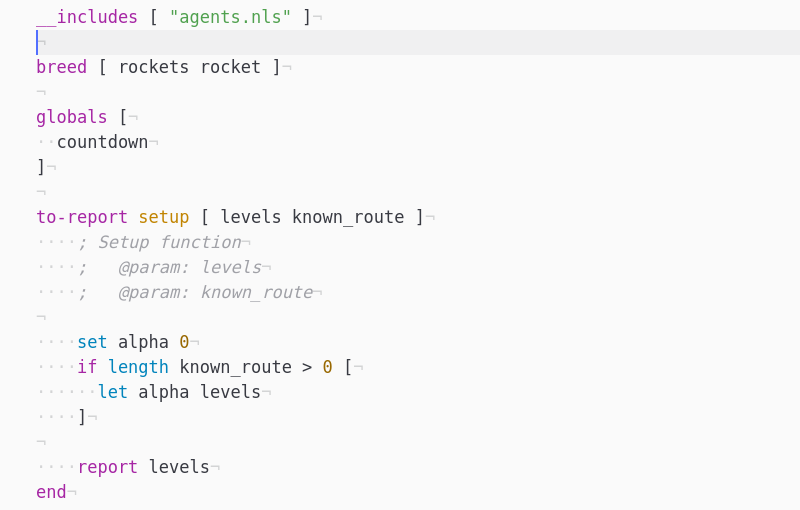 __includes [ "agents.nls" ]¬
¬
breed [ rockets rocket ]¬
¬
globals [¬
··countdown¬
]¬
¬
to-report setup [ levels known_route ]¬
····; Setup function¬
····;   @param: levels¬
····;   @param: known_route¬
¬
····set alpha 0¬
····if length known_route > 0 [¬
······let alpha levels¬
····]¬
¬
····report levels¬
end¬